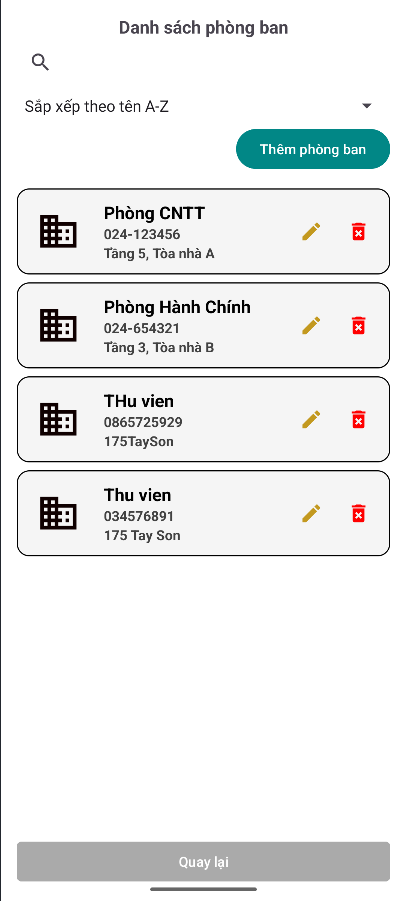 Danh sách phòng ban
Sắp xếp theo tên A-Z
Thêm phòng ban
Phòng CNTT
024-123456
Tầng 5, Tòa nhà A
Phòng Hành Chính
024-654321
Tầng 3, Tòa nhà B
THu vien
0865725929
175TaySon
Thu vien
034576891
175 Tay Son
Quay lại